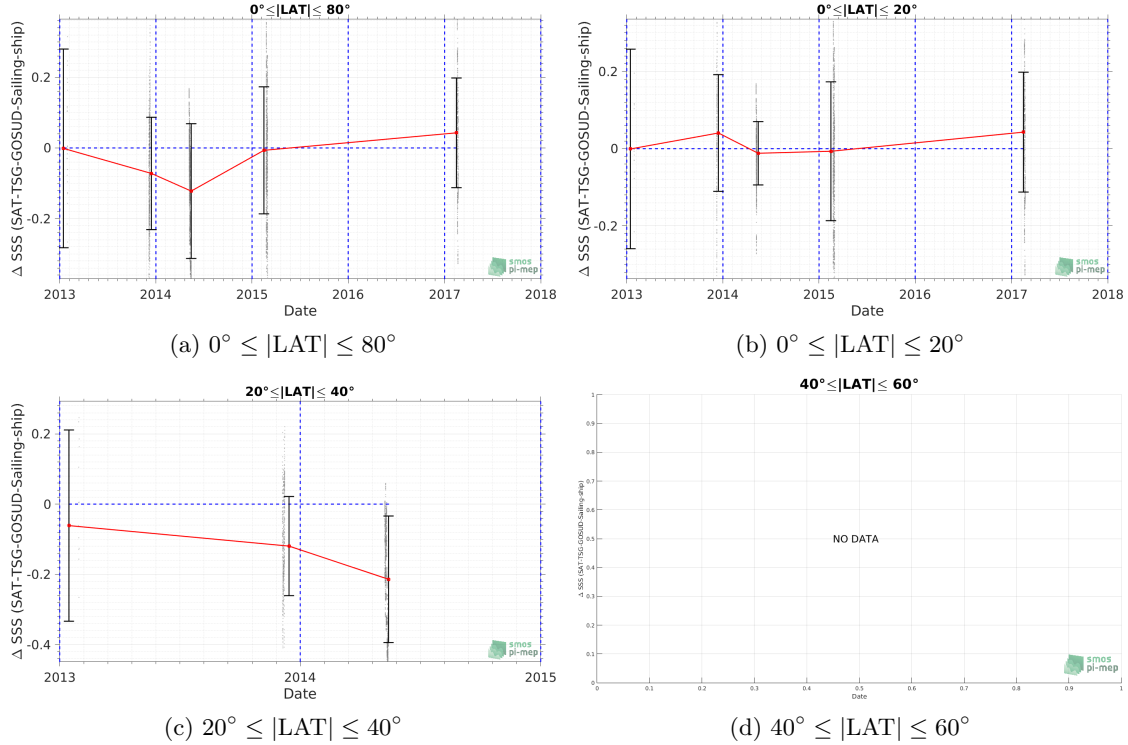 0°≤|LAT|≤ 80°
Δ SSS (SAT-TSG-GOSUD-Sailing-ship)
0.2
0
-0.2
2013 2014 2015 2016 2017 2018
Date
smos
pi-mep
(a) 0° ≤ |LAT| ≤ 80°
0°≤|LAT|≤ 20°
Δ SSS (SAT-TSG-GOSUD-Sailing-ship)
0.2
0
-0.2
2013 2014 2015 2016 2017 2018
Date
smos
pi-mep
(b) 0° ≤ |LAT| ≤ 20°
20°≤|LAT|≤ 40°
Δ SSS (SAT-TSG-GOSUD-Sailing-ship)
0.2
0
-0.2
-0.4
2013 2014 2015
Date
smos
pi-mep
(c) 20° ≤ |LAT| ≤ 40°
40°≤|LAT|≤ 60°
Δ SSS (SAT-TSG-GOSUD-Sailing-ship)
1
0.9
0.8
0.7
0.6
0.5
0.4
0.3
0.2
0.1
0
NO DATA
0 0.1 0.2 0.3 0.4 0.5 0.6 0.7 0.8 0.9 1
Date
smos
pi-mep
(d) 40° ≤ |LAT| ≤ 60°